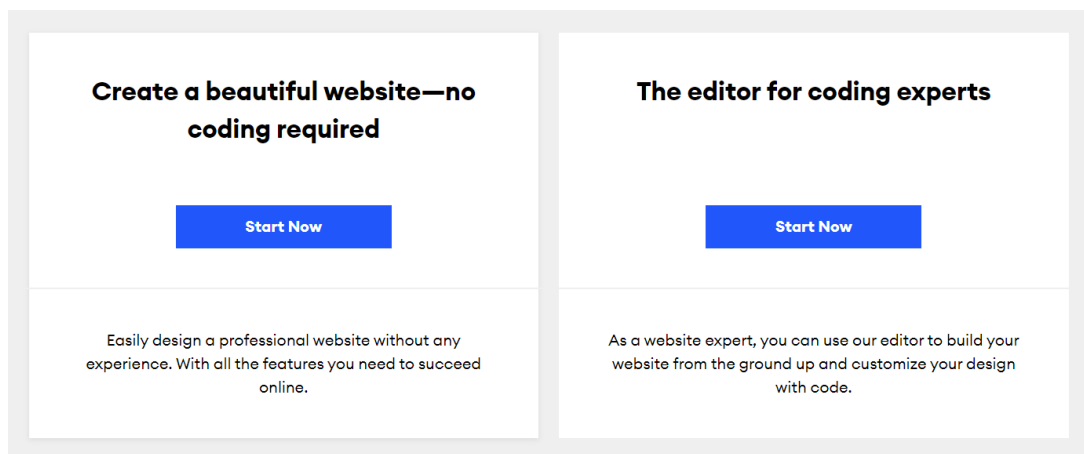 Create a beautiful website—no
coding required
Start Now
Easily design a professional website without any
experience. With all the features you need to succeed
online.
The editor for coding experts
Start Now
As a website expert, you can use our editor to build your
website from the ground up and customize your design
with code.